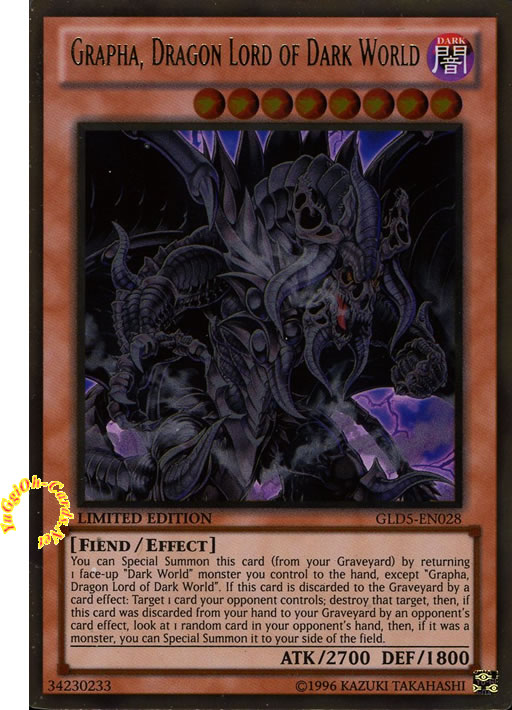 Grapha, Dragon Lord of Dark World
DARK
闇
LIMITED EDITION
GLD5-EN028
[Fiend / Effect]
You can Special Summon this card (from your Graveyard) by returning
1 face-up "Dark World" monster you control to the hand, except "Grapha,
Dragon Lord of Dark World". If this card is discarded to the Graveyard by a
card effect: Target 1 card your opponent controls; destroy that target, then, if
this card was discarded from your hand to your Graveyard by an opponent's
card effect, look at 1 random card in your opponent's hand, then, if it was a
monster, you can Special Summon it to your side of the field.
ATK/2700 DEF/1800
34230233
©1996 KAZUKI TAKAHASHI
YuGgiOh-Cards.Net